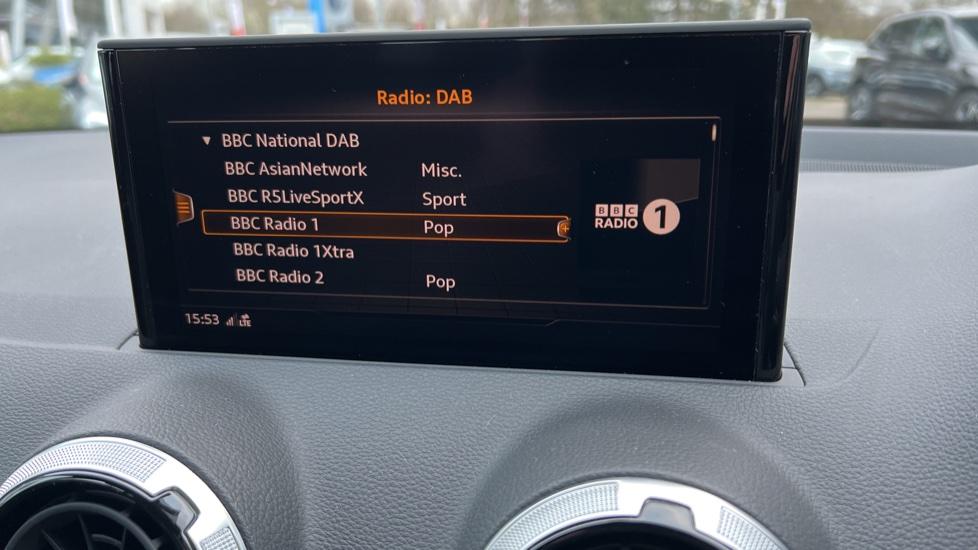 Radio: DAB
▼ BBC National DAB
BBC AsianNetwork Misc.
BBC R5LiveSportX Sport
BBC Radio 1 Pop
BBC Radio 1Xtra
BBC Radio 2 Pop
BBC
RADIO 1
15:53 LTE